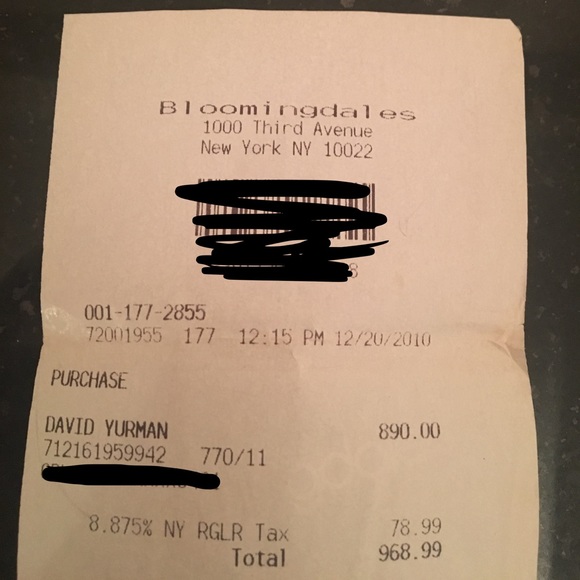 Bloomingdales
1000 Third Avenue
New York NY 10022
8
001-177-2855
72001955 177 12:15 PM 12/20/2010
PURCHASE
DAVID YURMAN 890.00
712161959942 770/11
8.875% NY RGLR Tax 78.99
Total 968.99